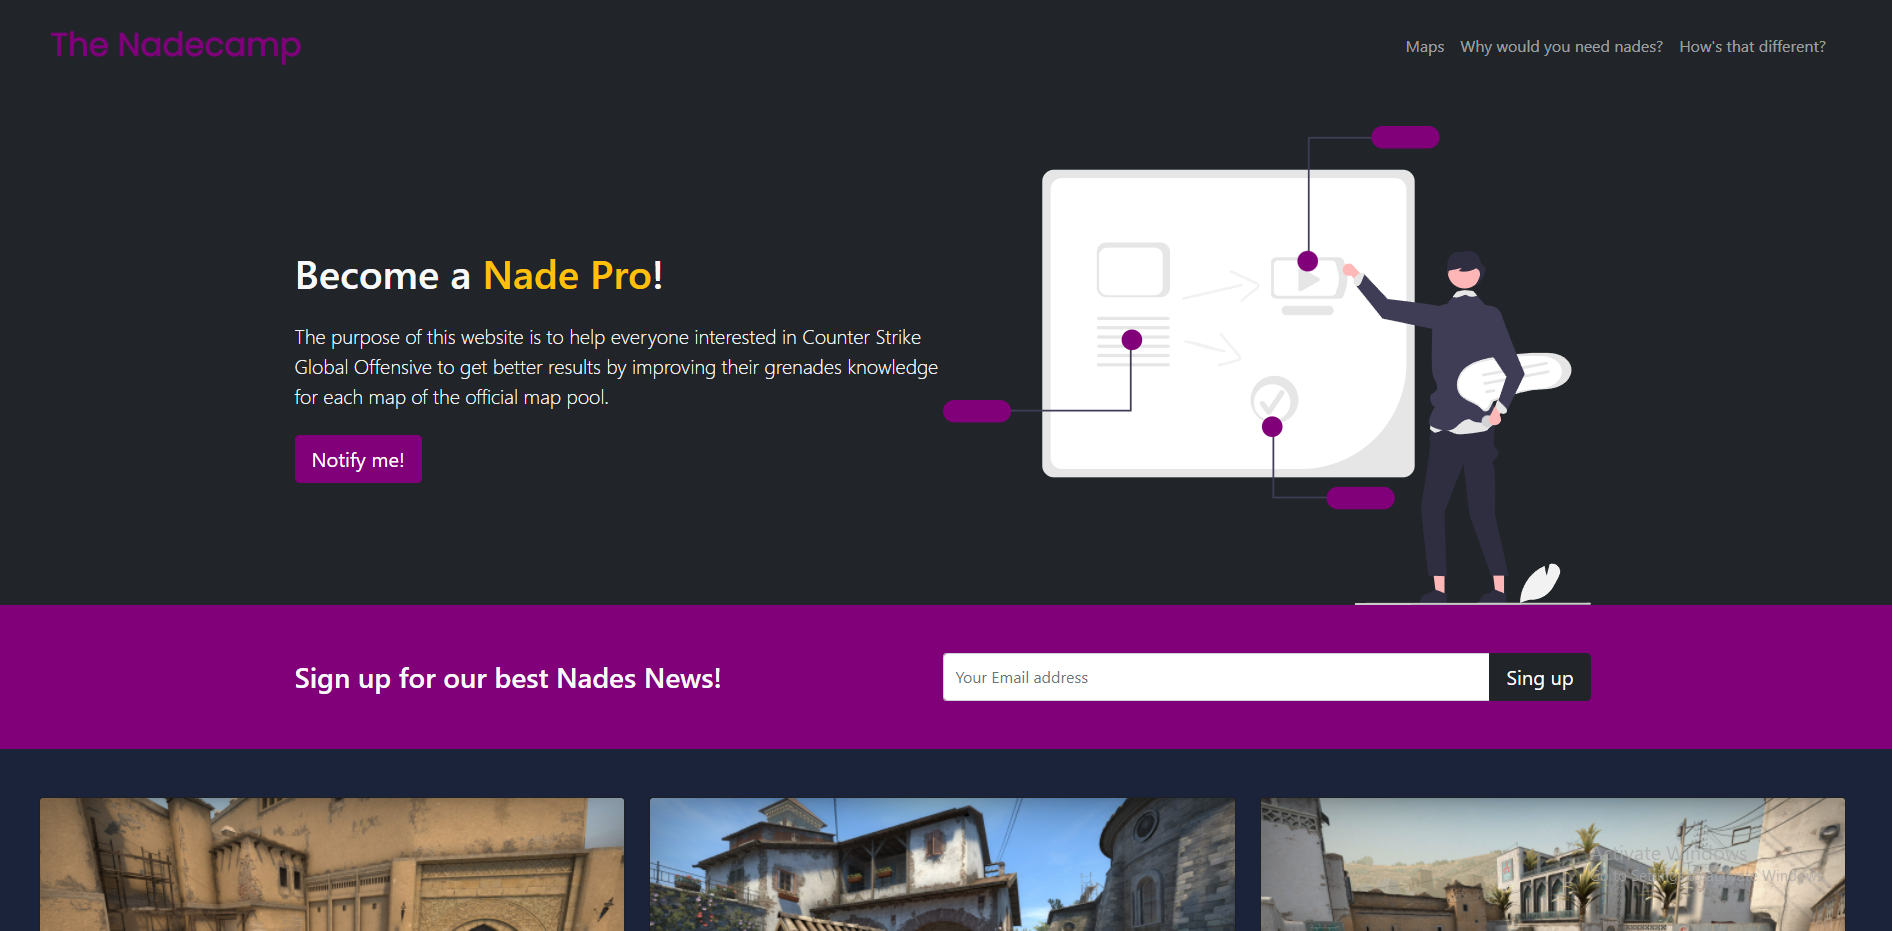 The Nadecamp
Maps Why would you need nades? How's that different?
Become a Nade Pro!
The purpose of this website is to help everyone interested in Counter Strike
Global Offensive to get better results by improving their grenades knowledge
for each map of the official map pool.
Notify me!
Sign up for our best Nades News!
Your Email address
Sing up
Activate Windows
Go to Settings to activate Windows.